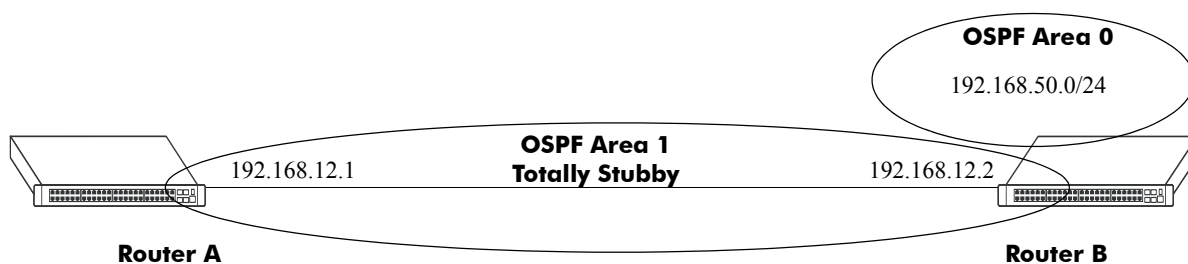 OSPF Area 0
192.168.50.0/24
OSPF Area 1
Totally Stubby
192.168.12.1
192.168.12.2
Router A
Router B